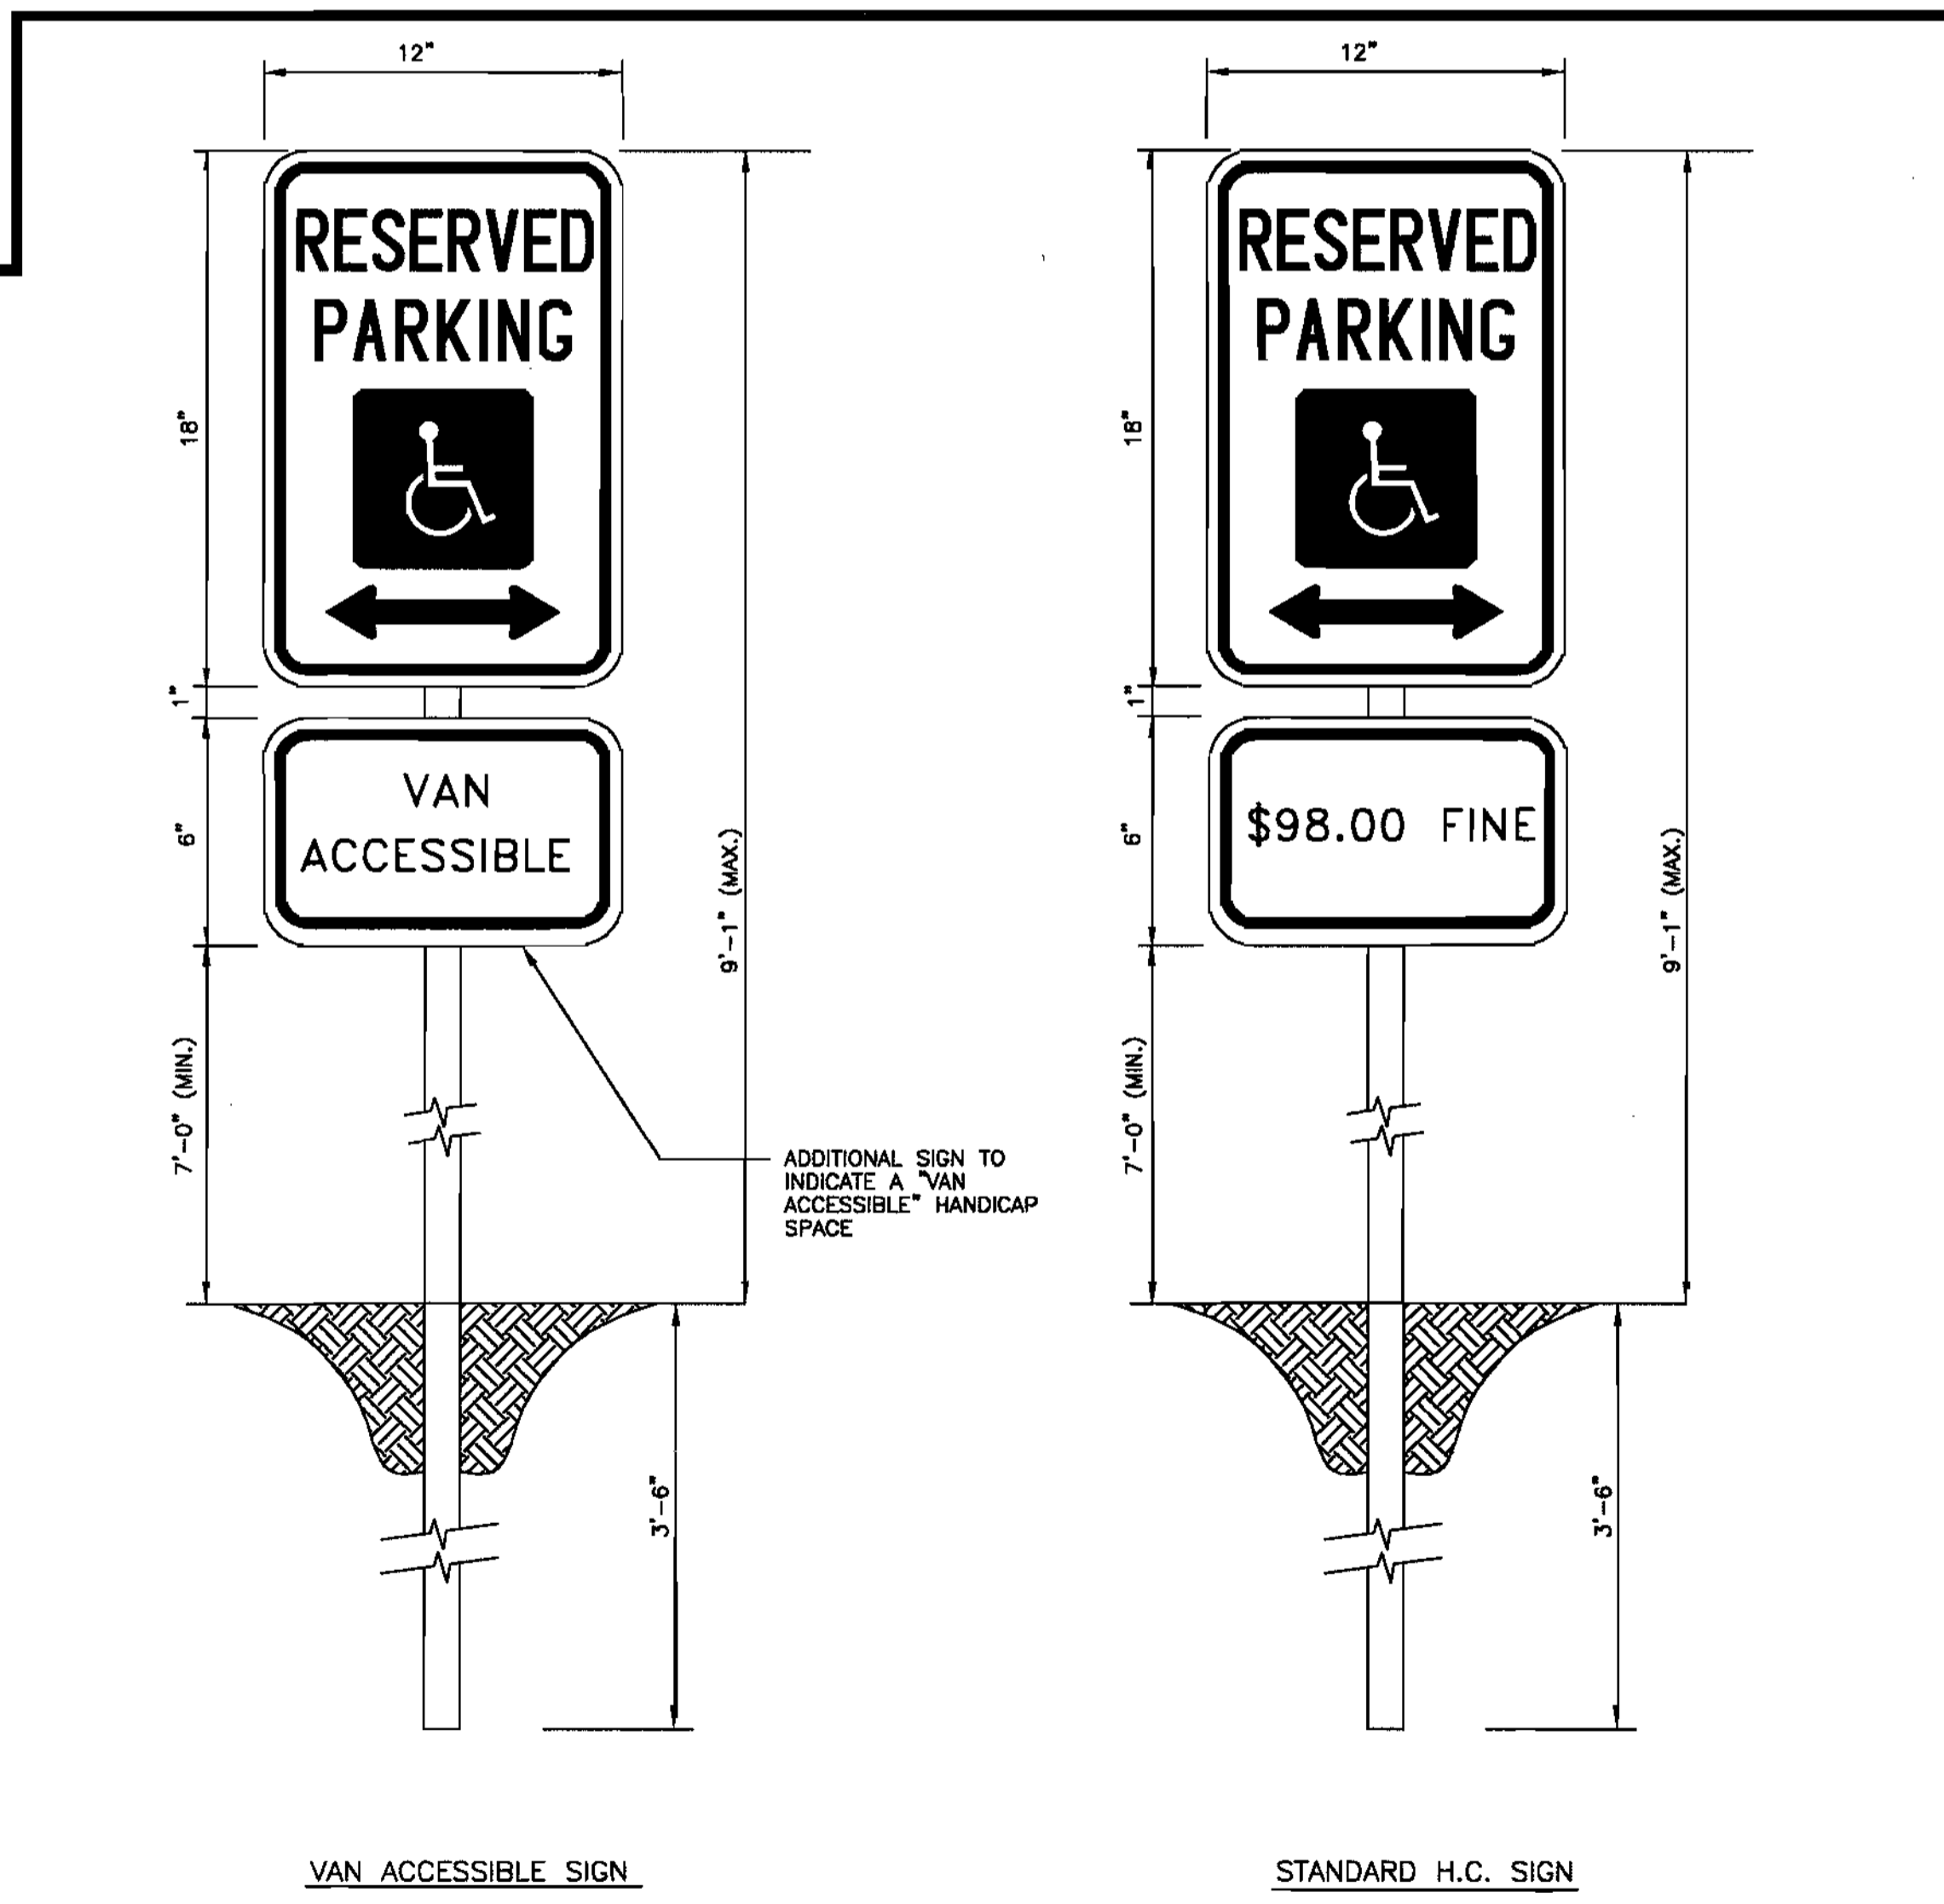 12"
RESERVED
PARKING
18"
1"
VAN
ACCESSIBLE
6"
9'-1" (MAX.)
7'-0" (MIN.)
ADDITIONAL SIGN TO
INDICATE A "VAN
ACCESSIBLE" HANDICAP
SPACE
3'-6"
VAN ACCESSIBLE SIGN
12"
RESERVED
PARKING
18"
1"
$98.00 FINE
6"
9'-1" (MAX.)
7'-0" (MIN.)
3'-6"
STANDARD H.C. SIGN